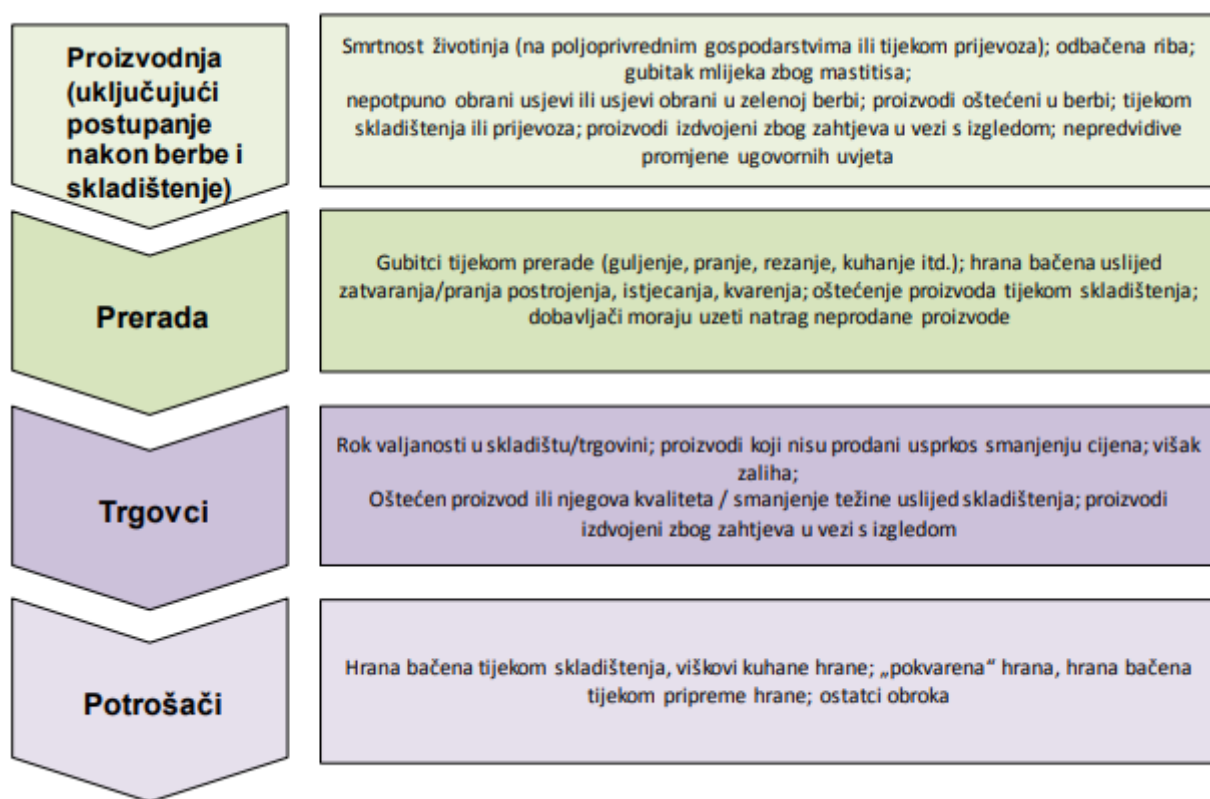 Proizvodnja
(uključujući
postupanje
nakon berbe i
skladištenje)
Smrtnost životinja (na poljoprivrednim gospodarstvima ili tijekom prijevoza); odbačena riba;
gubitak mlijeka zbog mastitisa;
nepotpuno obrani usjevi ili usjevi obrani u zelenoj berbi; proizvodi oštećeni u berbi; tijekom
skladištenja ili prijevoza; proizvodi izdvojeni zbog zahtjeva u vezi s izgledom; nepredvidive
promjene ugovornih uvjeta
Prerada
Gubitci tijekom prerade (guljenje, pranje, rezanje, kuhanje itd.); hrana bačena uslijed
zatvaranja/pranja postrojenja, istjecanja, kvarenja; oštećenje proizvoda tijekom skladištenja;
dobavljači moraju uzeti natrag neprodane proizvode
Trgovci
Rok valjanosti u skladištu/trgovini; proizvodi koji nisu prodani usprkos smanjenju cijena; višak
zaliha;
Oštećen proizvod ili njegova kvaliteta / smanjenje težine uslijed skladištenja; proizvodi
izdvojeni zbog zahtjeva u vezi s izgledom
Potrošači
Hrana bačena tijekom skladištenja, viškovi kuhane hrane; „pokvarena“ hrana, hrana bačena
tijekom pripreme hrane; ostatci obroka